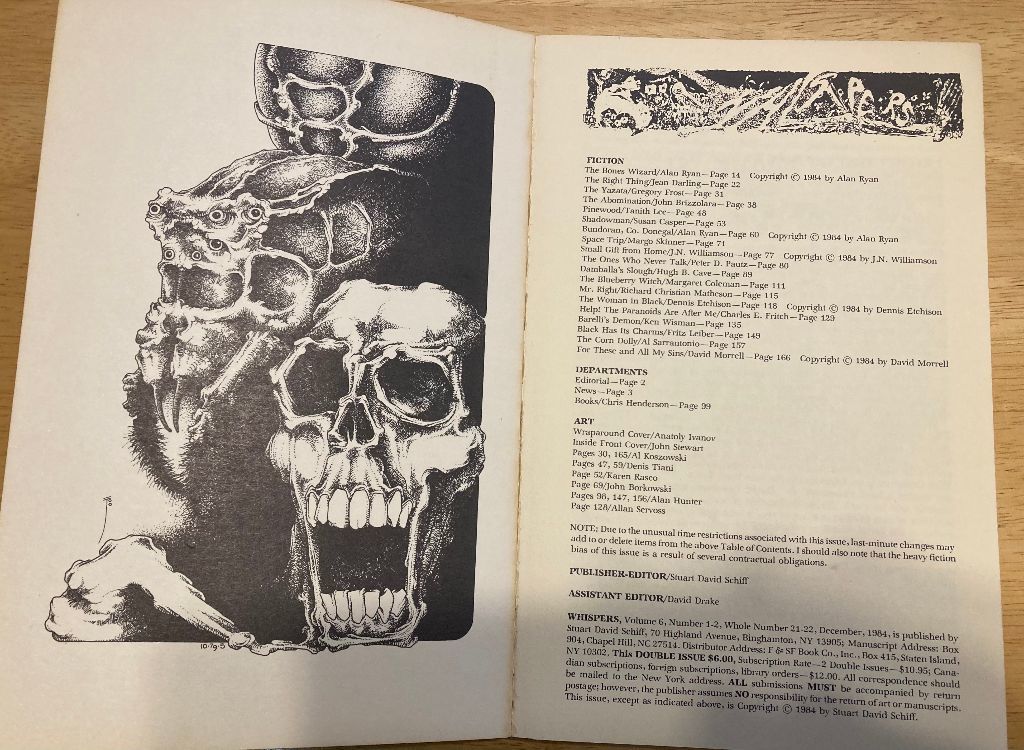 10·79·S
WHISPERS
FICTION
The Bones Wizard/Alan Ryan—Page 14 Copyright © 1984 by Alan Ryan
The Right Thing/Jean Darling—Page 22
The Yazata/Gregory Frost—Page 31
The Abomination/John Brizzolara—Page 38
Pinewood/Tanith Lee—Page 48
Shadowman/Susan Casper—Page 53
Bundoran, Co. Donegal/Alan Ryan—Page 60 Copyright © 1984 by Alan Ryan
Space Trip/Margo Skinner—Page 71
Small Gift from Home/J.N. Williamson—Page 77 Copyright © 1984 by J.N. Williamson
The Ones Who Never Talk/Peter D. Pautz—Page 80
Damballa's Slough/Hugh B. Cave—Page 89
The Blueberry Witch/Margaret Coleman—Page 111
Mr. Right/Richard Christian Matheson—Page 115
The Woman in Black/Dennis Etchison—Page 118 Copyright © 1984 by Dennis Etchison
Help! The Paranoids Are After Me/Charles E. Fritch—Page 129
Barelli's Demon/Ken Wisman—Page 135
Black Has Its Charms/Fritz Leiber—Page 149
The Corn Dolly/Al Sarrantonio—Page 157
For These and All My Sins/David Morrell—Page 166 Copyright © 1984 by David Morrell
DEPARTMENTS
Editorial—Page 2
News—Page 3
Books/Chris Henderson—Page 99
ART
Wraparound Cover/Anatoly Ivanov
Inside Front Cover/John Stewart
Pages 30, 165/Al Koszowski
Pages 47, 59/Denis Tiani
Page 52/Karen Rasco
Page 69/John Borkowski
Pages 98, 147, 156/Alan Hunter
Page 128/Allan Servoss
NOTE: Due to the unusual time restrictions associated with this issue, last-minute changes may
add to or delete items from the above Table of Contents. I should also note that the heavy fiction
bias of this issue is a result of several contractual obligations.
PUBLISHER-EDITOR/Stuart David Schiff
ASSISTANT EDITOR/David Drake
WHISPERS, Volume 6, Number 1-2, Whole Number 21-22, December, 1984, is published by
Stuart David Schiff, 70 Highland Avenue, Binghamton, NY 13905; Manuscript Address: Box
904, Chapel Hill, NC 27514. Distributor Address: F & SF Book Co., Inc., Box 415, Staten Island,
NY 10302. This DOUBLE ISSUE $6.00, Subscription Rate—2 Double Issues—$10.95; Cana-
dian subscriptions, foreign subscriptions, library orders—$12.00. All correspondence should
be mailed to the New York address. ALL submissions MUST be accompanied by return
postage; however, the publisher assumes NO responsibility for the return of art or manuscripts.
This issue, except as indicated above, is Copyright © 1984 by Stuart David Schiff.